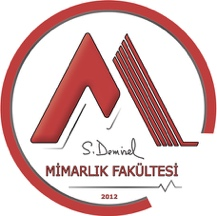 S. Demirel
MİMARLIK FAKÜLTESİ
2012